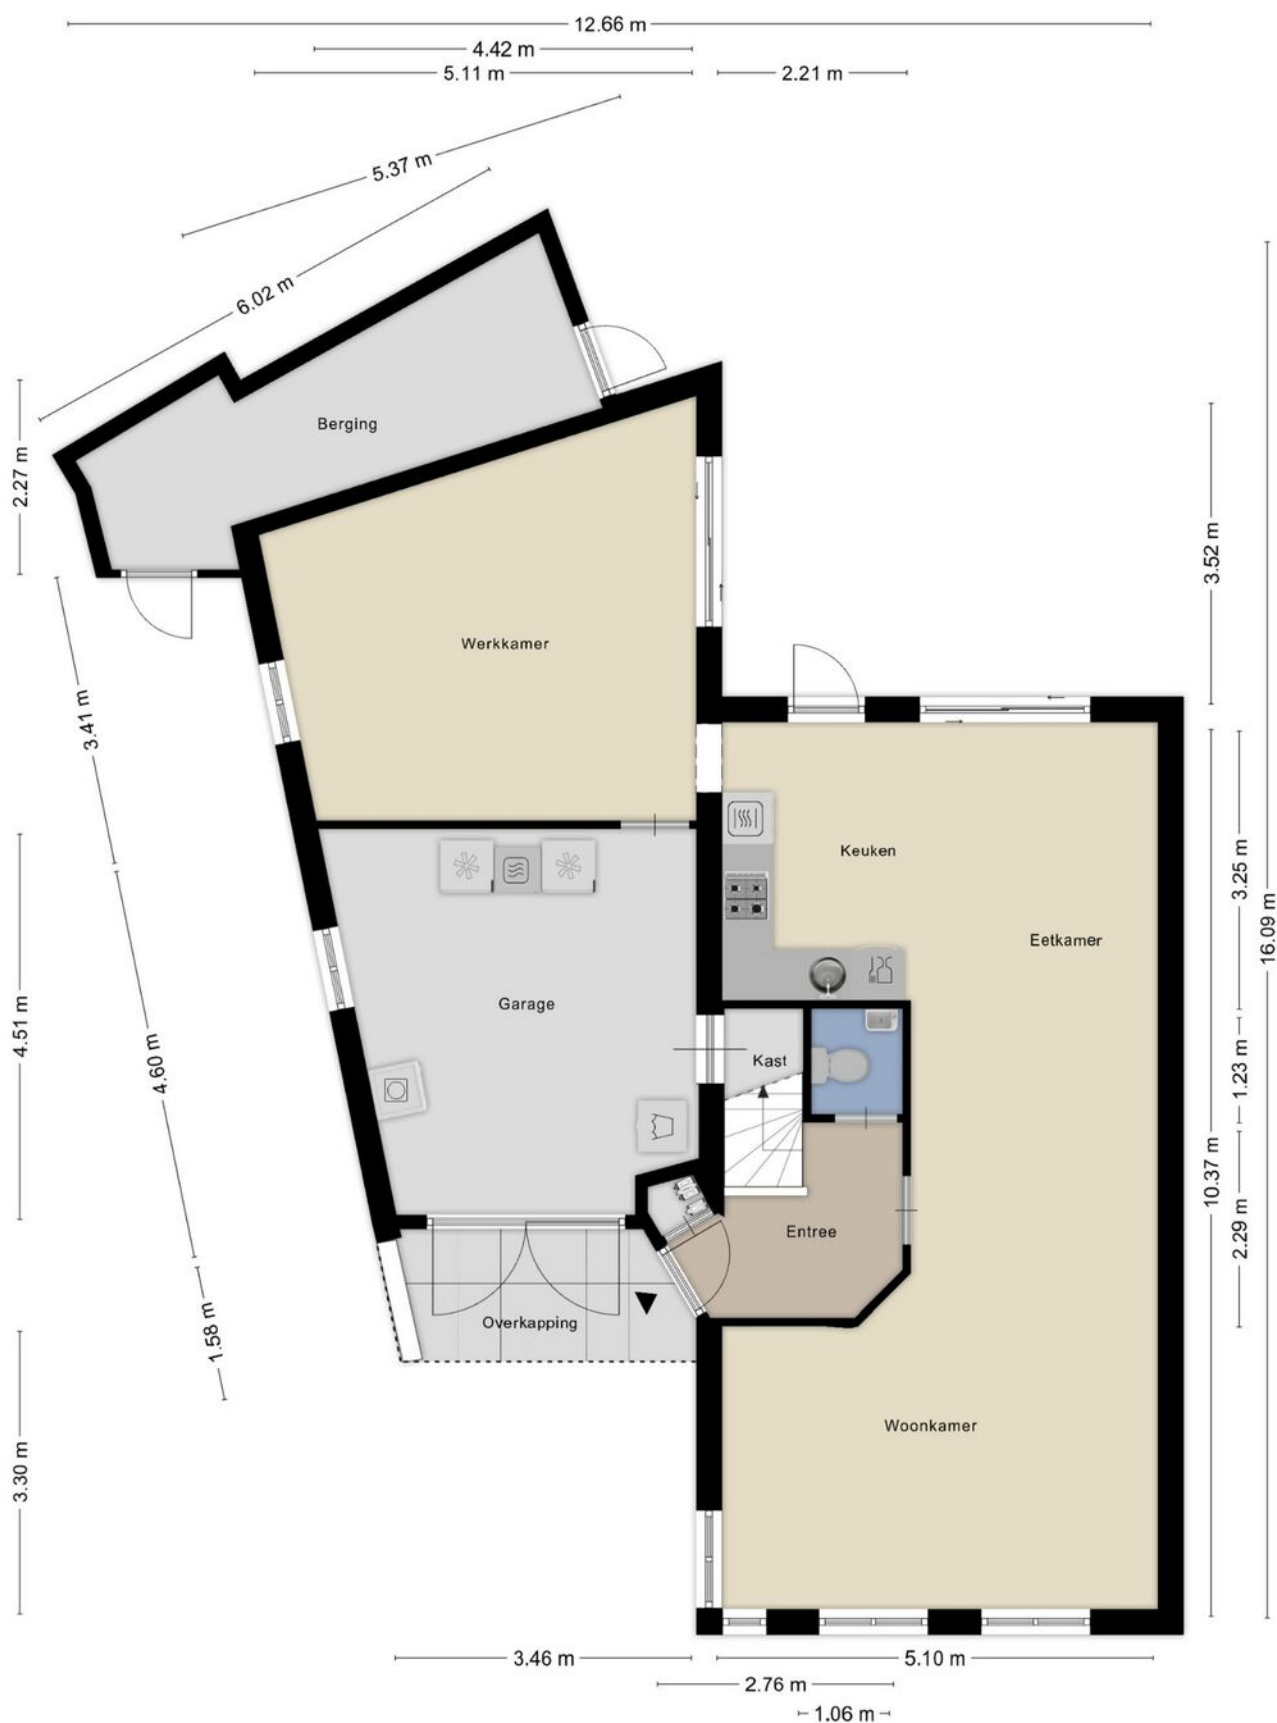 12.66 m
4.42 m
5.11 m
2.21 m
5.37 m
6.02 m
Berging
2.27 m
3.52 m
Werkkamer
3.41 m
Keuken
3.25 m
Eetkamer
16.09 m
Garage
4.51 m
4.60 m
Kast
1.23 m
10.37 m
Entree
2.29 m
Overkapping
1.58 m
Woonkamer
3.30 m
3.46 m
5.10 m
2.76 m
1.06 m